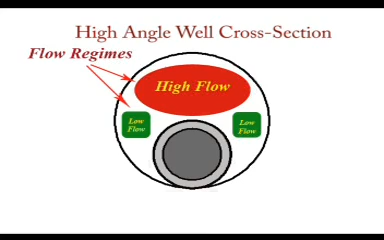 High Angle Well Cross-Section
Flow Regimes
High Flow
Low
Flow
Low
Flow